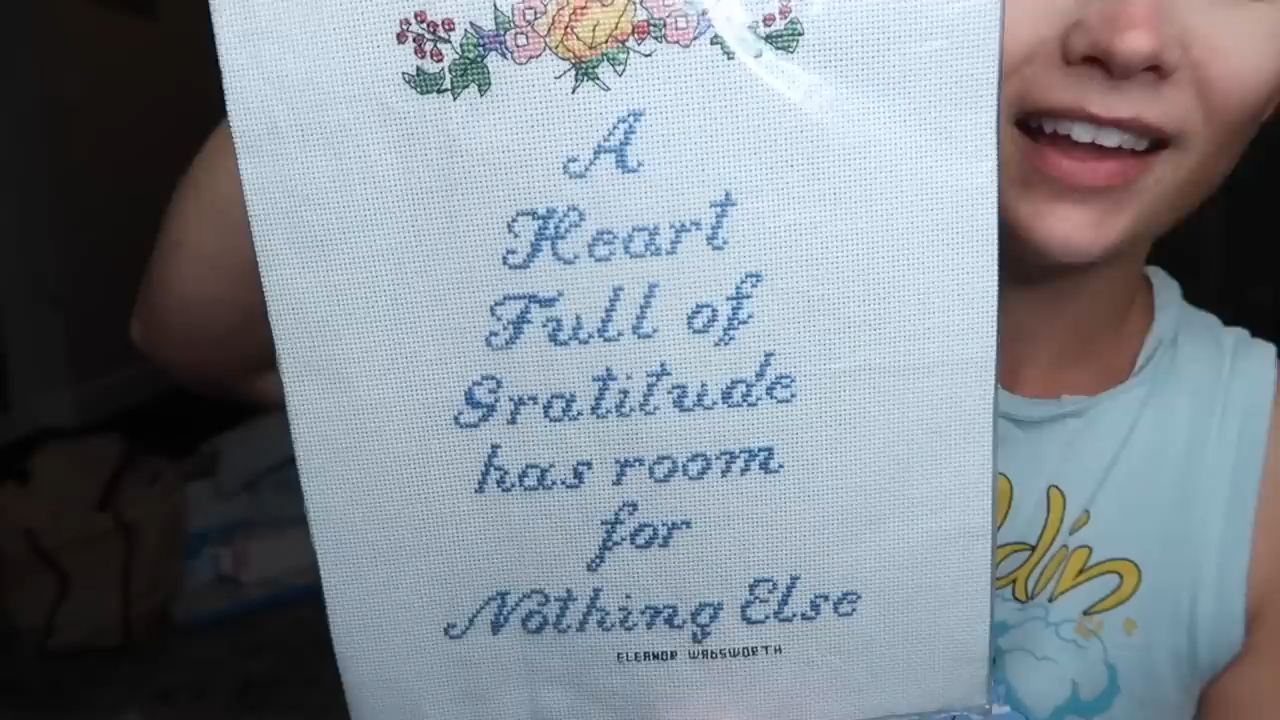 A
Heart
Full of
Gratitude
has room
for
Nothing Else
ELEANOR WADSWORTH